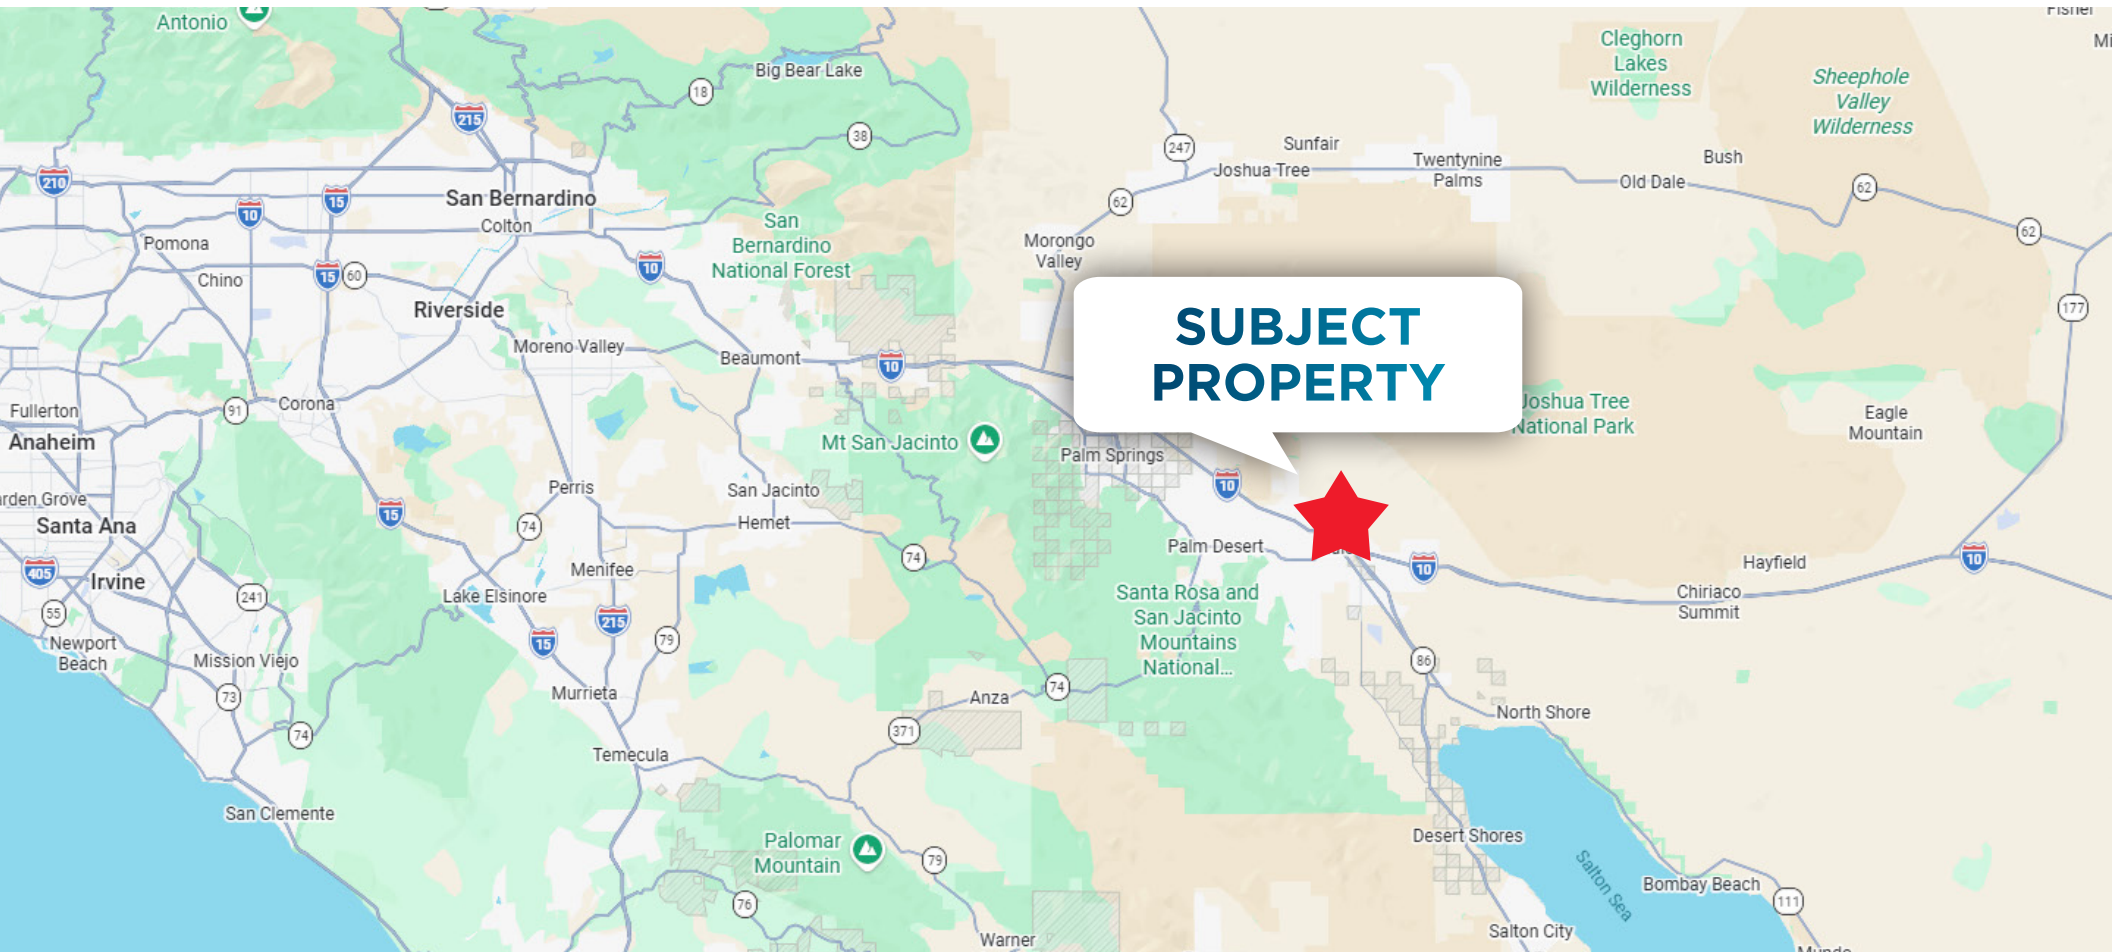 Antonio
Fisher
Cleghorn
Lakes
Wilderness
Sheephole
Valley
Wilderness
Big Bear Lake
18
215
38
247
Sunfair
Joshua Tree
Twentynine
Palms
Bush
Old Dale
62
62
62
210
15
10
San Bernardino
Colton
San
Bernardino
National Forest
Morongo
Valley
Pomona
Chino
15
60
10
Riverside
177
SUBJECT
PROPERTY
Moreno Valley
Beaumont
10
Fullerton
Anaheim
91
Corona
Joshua Tree
National Park
Eagle
Mountain
Mt San Jacinto
Palm Springs
10
Perris
San Jacinto
Hemet
rden Grove
Santa Ana
15
74
74
Palm Desert
10
Hayfield
10
405
Irvine
241
55
Menifee
Lake Elsinore
Santa Rosa and
San Jacinto
Mountains
National...
Chiriaco
Summit
215
15
79
Newport
Beach
Mission Viejo
73
74
Murrieta
Anza
74
86
371
North Shore
Temecula
San Clemente
Palomar
Mountain
79
76
Warner
Desert Shores
Salton Sea
Bombay Beach
111
Salton City